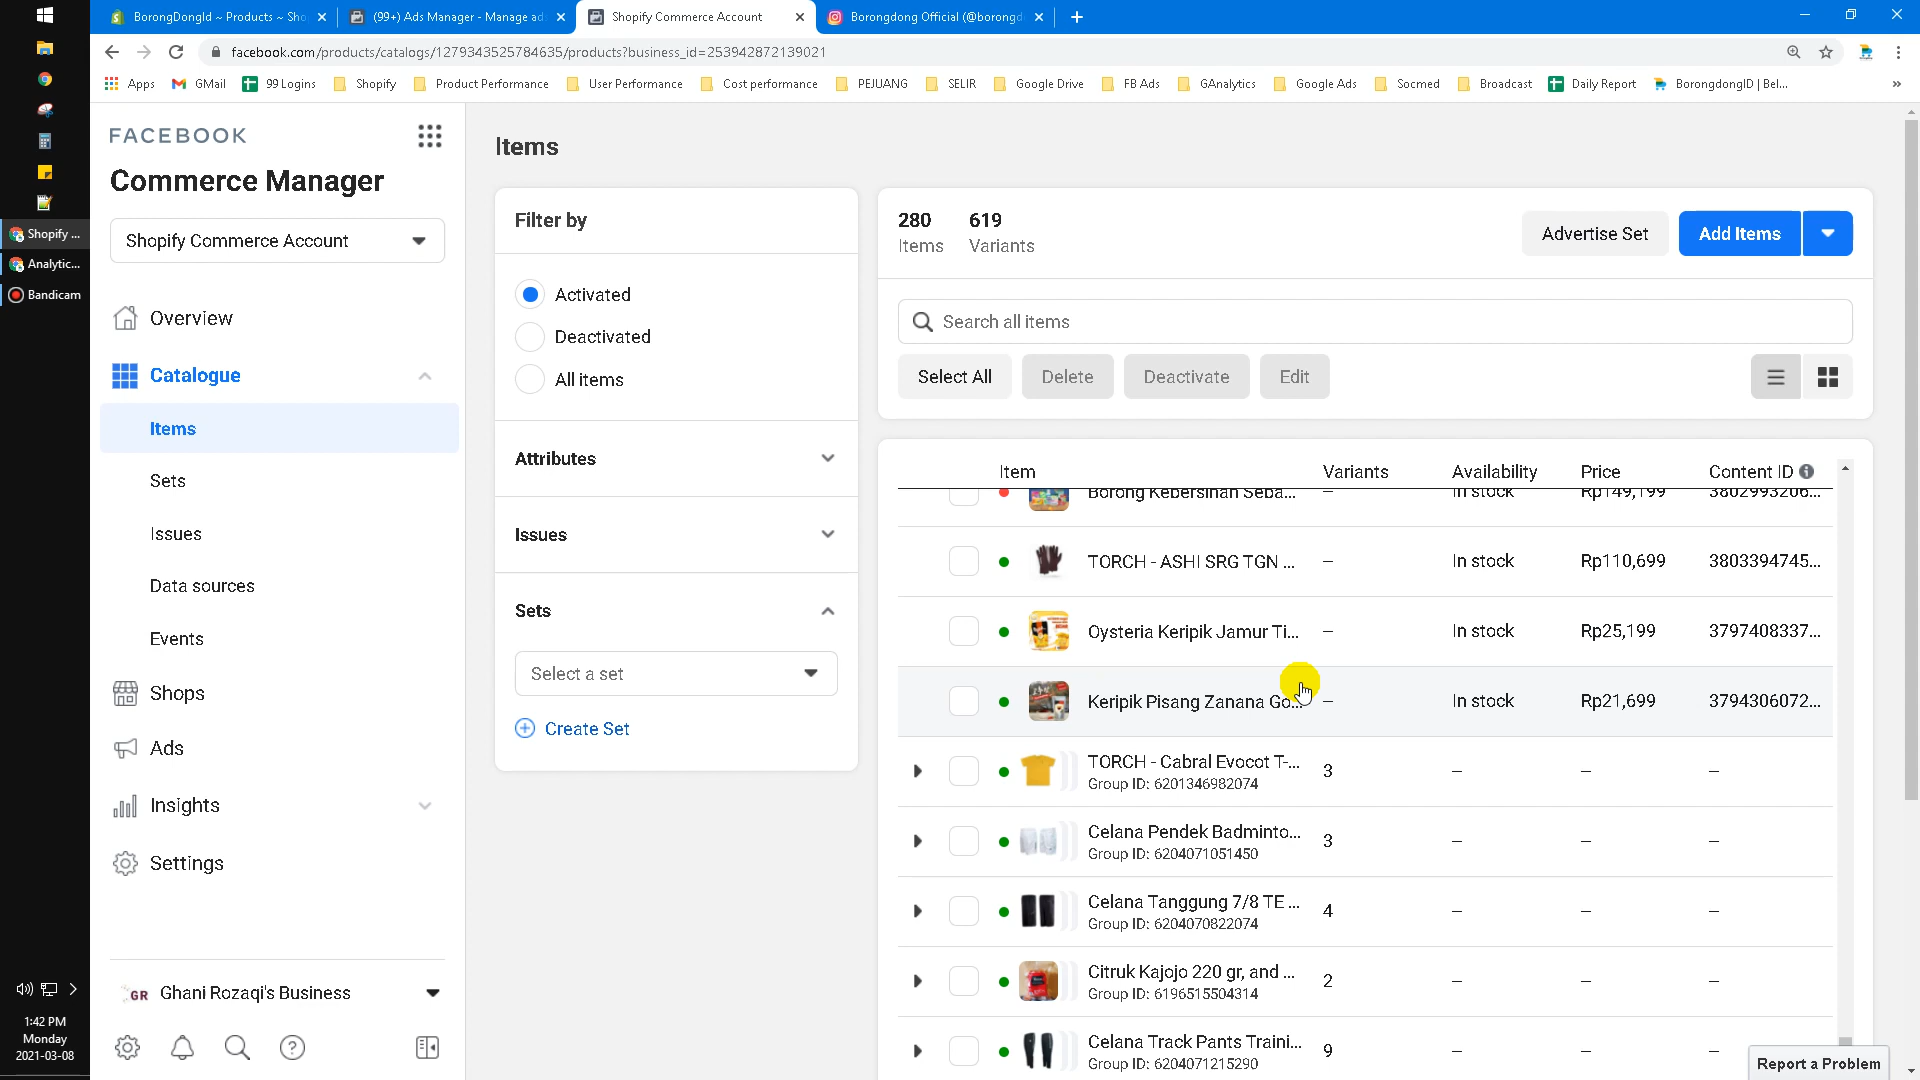 BorongDongId ~ Products ~ Sho
(99+) Ads Manager - Manage ad
Shopify Commerce Account
Borongdong Official (@borongd
facebook.com/products/catalogs/1279343525784635/products?business_id=253942872139021
Apps
GMail
99 Logins
Shopify
Product Performance
User Performance
Cost performance
PEJUANG
SELIR
Google Drive
FB Ads
GAnalytics
Google Ads
Socmed
Broadcast
Daily Report
BorongdongID | Bel...
»
Shopify ...
Analytic...
Bandicam
1:42 PM
Monday
2021-03-08
FACEBOOK
Commerce Manager
Shopify Commerce Account
Overview
Catalogue
Items
Sets
Issues
Data sources
Events
Shops
Ads
Insights
Settings
GR Ghani Rozaqi's Business
Items
Filter by
Activated
Deactivated
All items
Attributes
Issues
Sets
Select a set
Create Set
280 619
Items Variants
Advertise Set
Add Items
Search all items
Select All
Delete
Deactivate
Edit
Item Variants Availability Price Content ID
Borong Kebersihan Seba... – In stock Rp149,199 3802993206...
TORCH - ASHI SRG TGN ... – In stock Rp110,699 3803394745...
Oysteria Keripik Jamur Ti... – In stock Rp25,199 3797408337...
Keripik Pisang Zanana Go... – In stock Rp21,699 3794306072...
TORCH - Cabral Evocot T-... 3 – – –
Group ID: 6201346982074
Celana Pendek Badminto... 3 – – –
Group ID: 6204071051450
Celana Tanggung 7/8 TE ... 4 – – –
Group ID: 6204070822074
Citruk Kajojo 220 gr, and ... 2 – – –
Group ID: 6196515504314
Celana Track Pants Traini... 9 – – –
Group ID: 6204071215290
Report a Problem